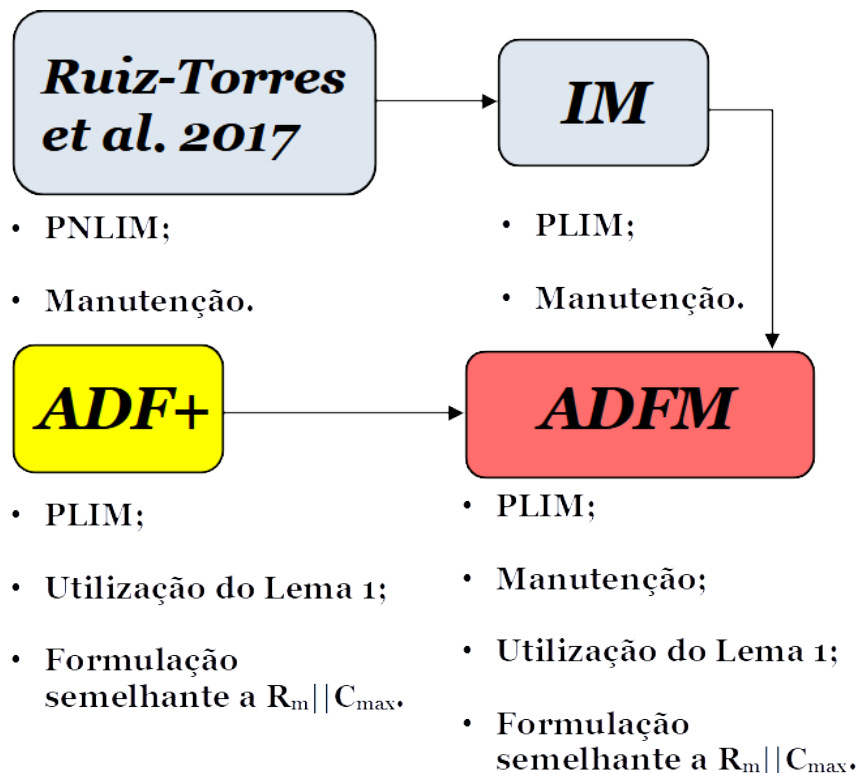 Ruiz-Torres
et al. 2017
IM
• PNLIM;
• Manutenção.
• PLIM;
• Manutenção.
ADF+
ADFM
• PLIM;
• Utilização do Lema 1;
• Formulação
semelhante a Rₘ||Cₘₐₓ.
• PLIM;
• Manutenção;
• Utilização do Lema 1;
• Formulação
semelhante a Rₘ||Cₘₐₓ.